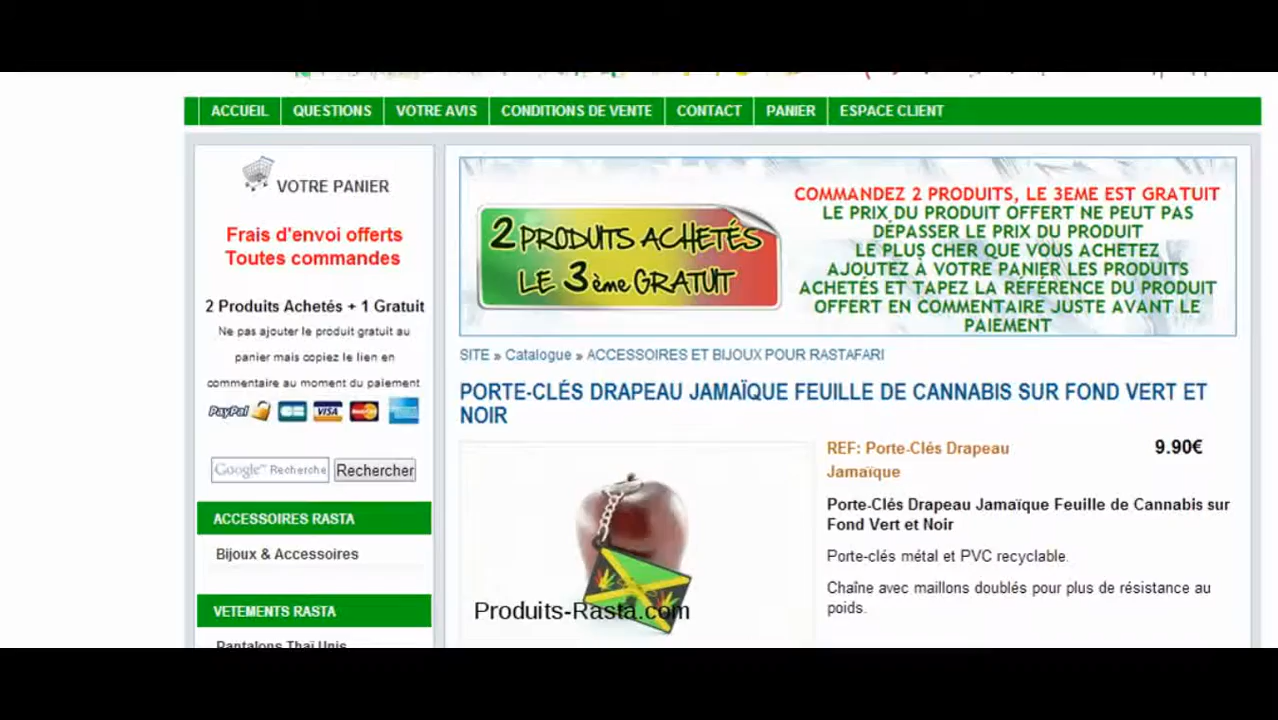 ACCUEIL QUESTIONS VOTRE AVIS CONDITIONS DE VENTE CONTACT PANIER ESPACE CLIENT
VOTRE PANIER
Frais d'envoi offerts
Toutes commandes
2 Produits Achetés + 1 Gratuit
Ne pas ajouter le produit gratuit au
panier mais copiez le lien en
commentaire au moment du paiement
PayPal VISA
Google™ Recherche Rechercher
ACCESSOIRES RASTA
Bijoux & Accessoires
VETEMENTS RASTA
Pantalons Thaï Unis
2 PRODUITS ACHETÉS
LE 3ème GRATUIT
COMMANDEZ 2 PRODUITS, LE 3EME EST GRATUIT
LE PRIX DU PRODUIT OFFERT NE PEUT PAS
DÉPASSER LE PRIX DU PRODUIT
LE PLUS CHER QUE VOUS ACHETEZ
AJOUTEZ À VOTRE PANIER LES PRODUITS
ACHETÉS ET TAPEZ LA RÉFÉRENCE DU PRODUIT
OFFERT EN COMMENTAIRE JUSTE AVANT LE
PAIEMENT
SITE » Catalogue » ACCESSOIRES ET BIJOUX POUR RASTAFARI
PORTE-CLÉS DRAPEAU JAMAÏQUE FEUILLE DE CANNABIS SUR FOND VERT ET
NOIR
Produits-Rasta.com
REF: Porte-Clés Drapeau
Jamaïque
9.90€
Porte-Clés Drapeau Jamaïque Feuille de Cannabis sur
Fond Vert et Noir
Porte-clés métal et PVC recyclable.
Chaîne avec maillons doublés pour plus de résistance au
poids.